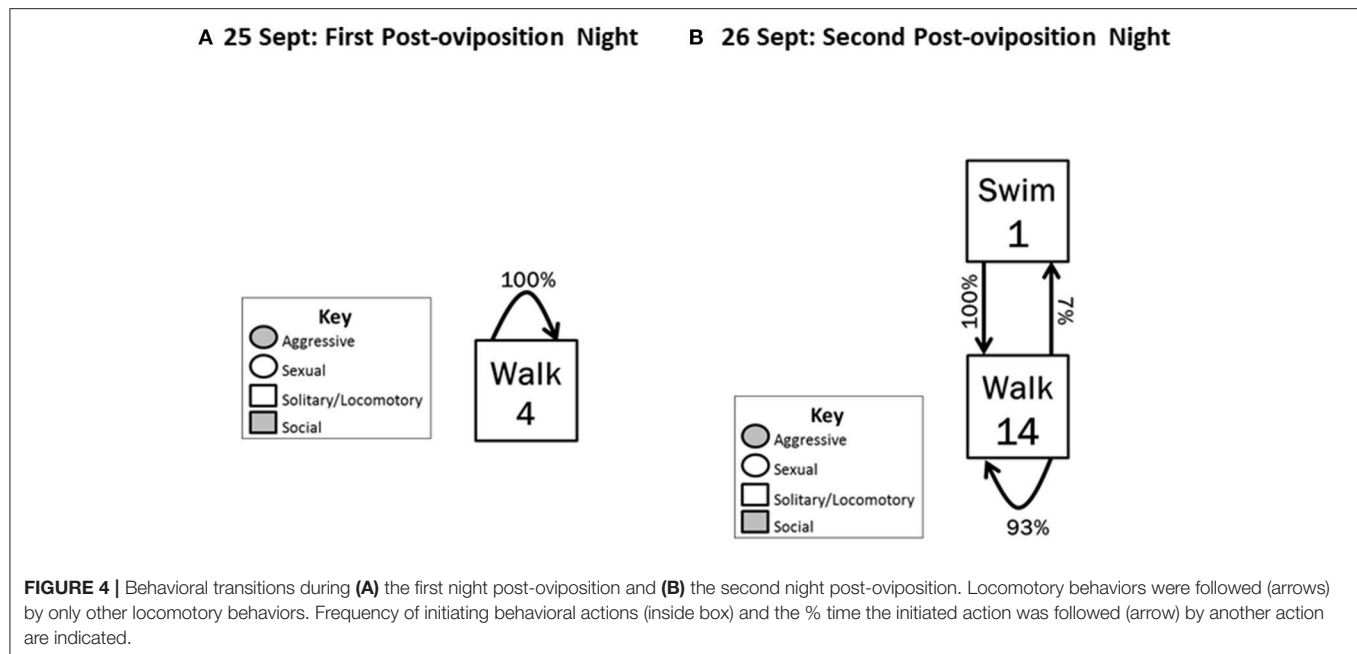 A 25 Sept: First Post-oviposition Night
B 26 Sept: Second Post-oviposition Night
100%
Walk
4
Key
Aggressive
Sexual
Solitary/Locomotory
Social
Swim
1
100%
7%
Walk
14
93%
Key
Aggressive
Sexual
Solitary/Locomotory
Social
FIGURE 4 | Behavioral transitions during (A) the first night post-oviposition and (B) the second night post-oviposition. Locomotory behaviors were followed (arrows)
by only other locomotory behaviors. Frequency of initiating behavioral actions (inside box) and the % time the initiated action was followed (arrow) by another action
are indicated.